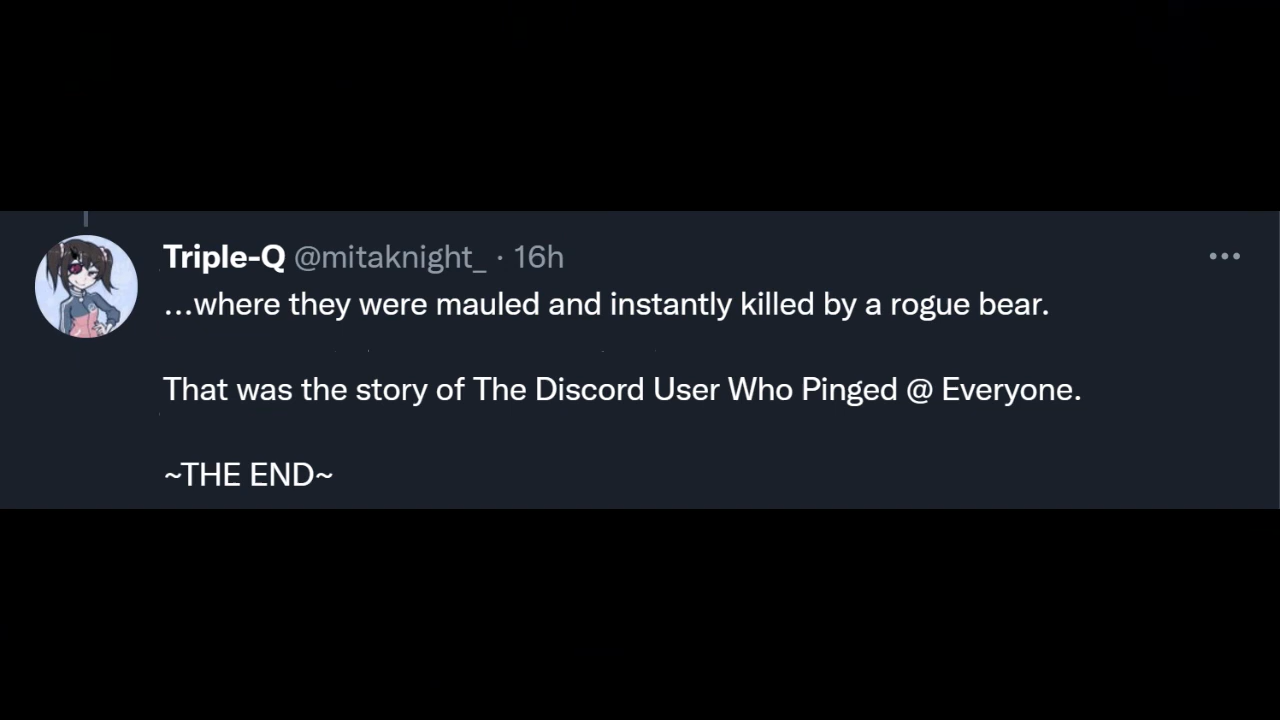 Triple-Q @mitaknight_ · 16h
...where they were mauled and instantly killed by a rogue bear.
That was the story of The Discord User Who Pinged @ Everyone.
~THE END~